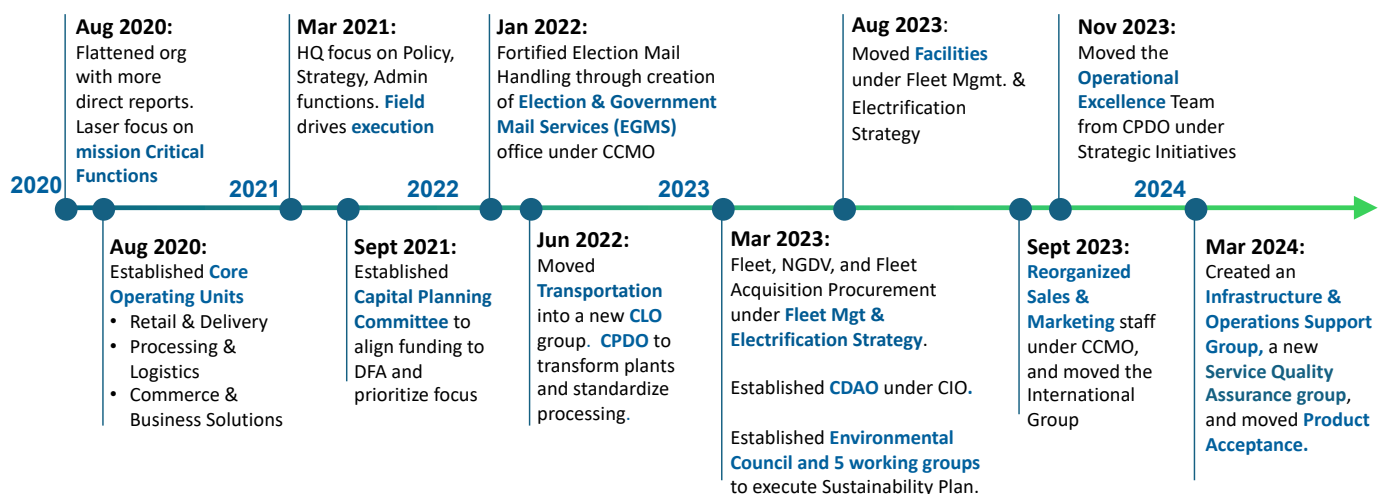 Aug 2020:
Flattened org
with more
direct reports.
Laser focus on
mission Critical
Functions
Mar 2021:
HQ focus on Policy,
Strategy, Admin
functions. Field
drives execution
Jan 2022:
Fortified Election Mail
Handling through creation
of Election & Government
Mail Services (EGMS)
office under CCMO
Aug 2023:
Moved Facilities
under Fleet Mgmt. &
Electrification
Strategy
Nov 2023:
Moved the
Operational
Excellence Team
from CPDO under
Strategic Initiatives
2020
2021
2022
2023
2024
Aug 2020:
Established Core
Operating Units
• Retail & Delivery
• Processing &
Logistics
• Commerce &
Business Solutions
Sept 2021:
Established
Capital Planning
Committee to
align funding to
DFA and
prioritize focus
Jun 2022:
Moved
Transportation
into a new CLO
group. CPDO to
transform plants
and standardize
processing.
Mar 2023:
Fleet, NGDV, and Fleet
Acquisition Procurement
under Fleet Mgt &
Electrification Strategy.
Established CDAO under CIO.
Established Environmental
Council and 5 working groups
to execute Sustainability Plan.
Sept 2023:
Reorganized
Sales &
Marketing staff
under CCMO,
and moved the
International
Group
Mar 2024:
Created an
Infrastructure &
Operations Support
Group, a new
Service Quality
Assurance group,
and moved Product
Acceptance.